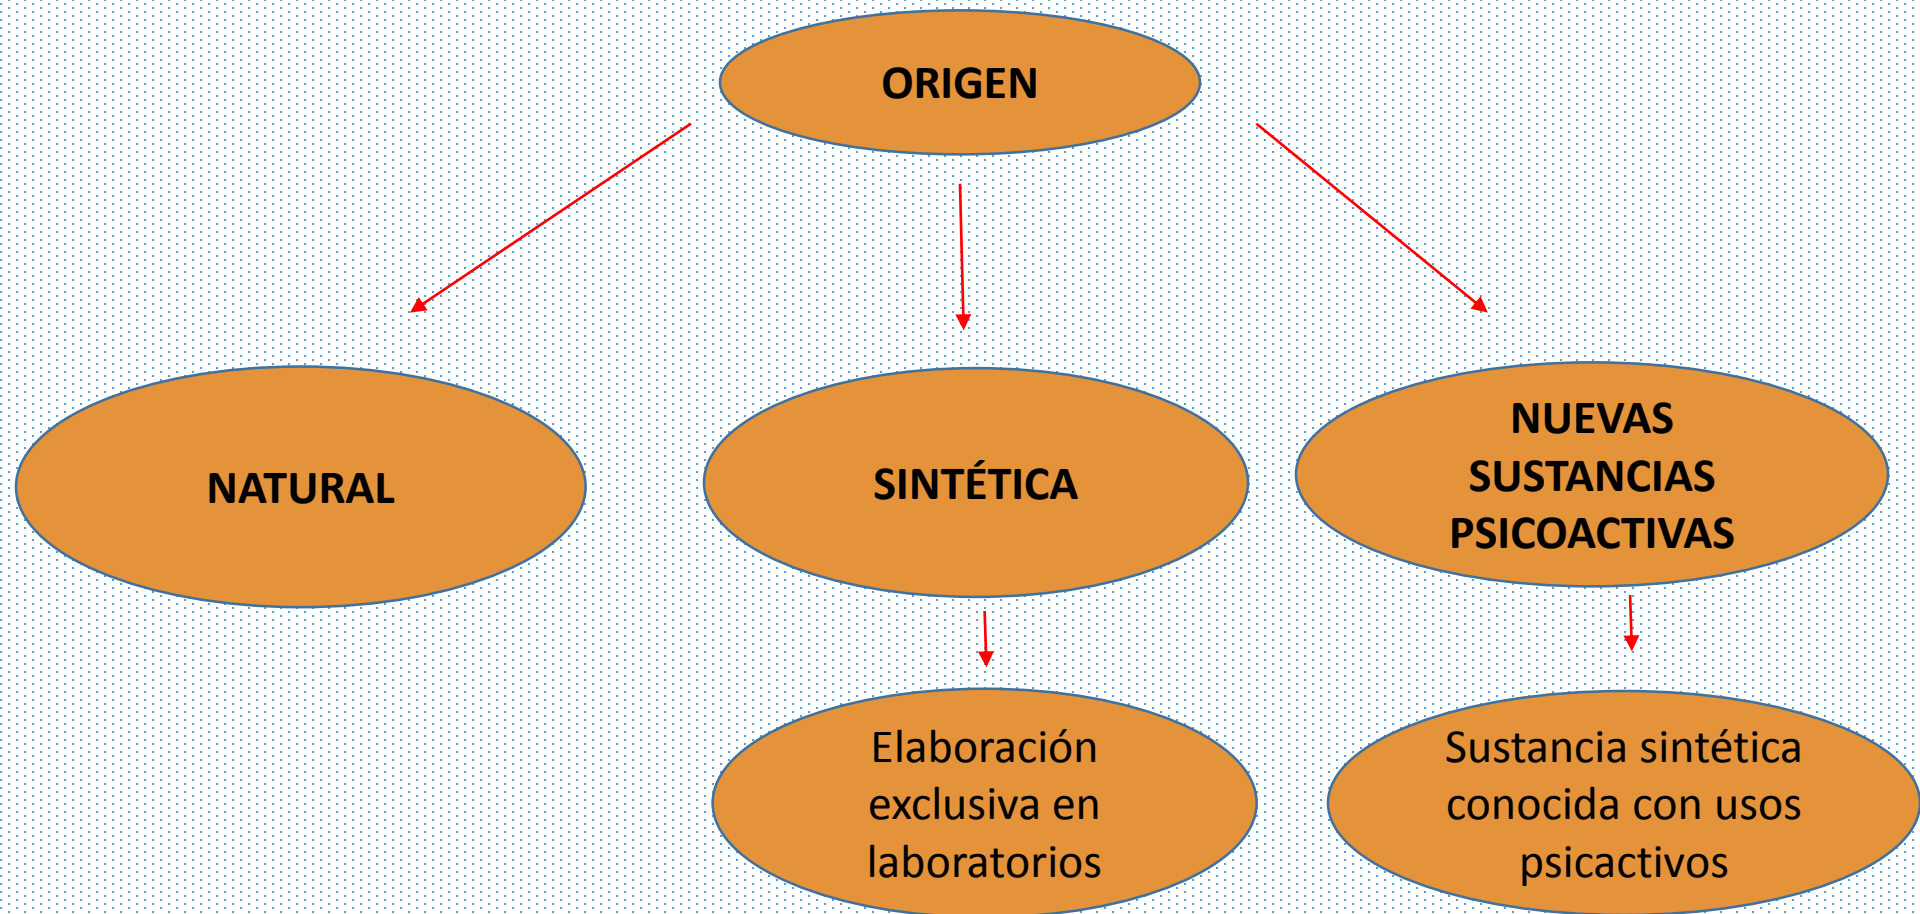 ORIGEN
NATURAL
SINTÉTICA
NUEVAS
SUSTANCIAS
PSICOACTIVAS
Elaboración
exclusiva en
laboratorios
Sustancia sintética
conocida con usos
psicactivos